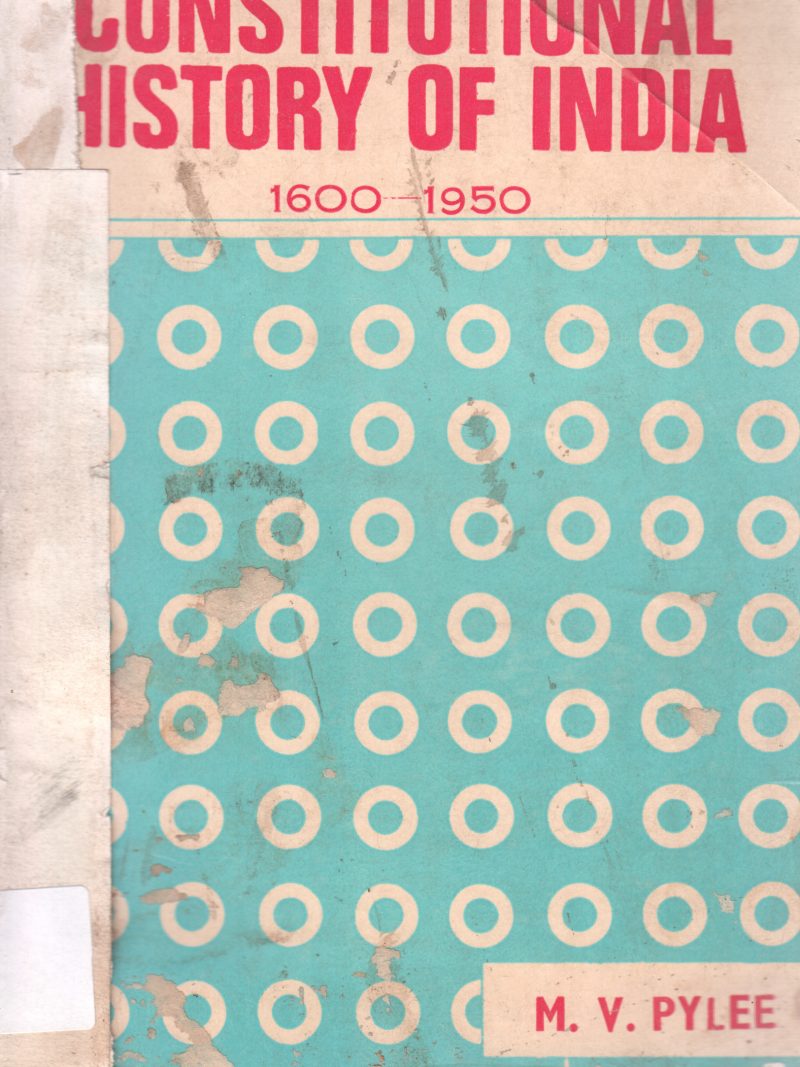 CONSTITUTIONAL
HISTORY OF INDIA
1600—1950
M. V. PYLEE